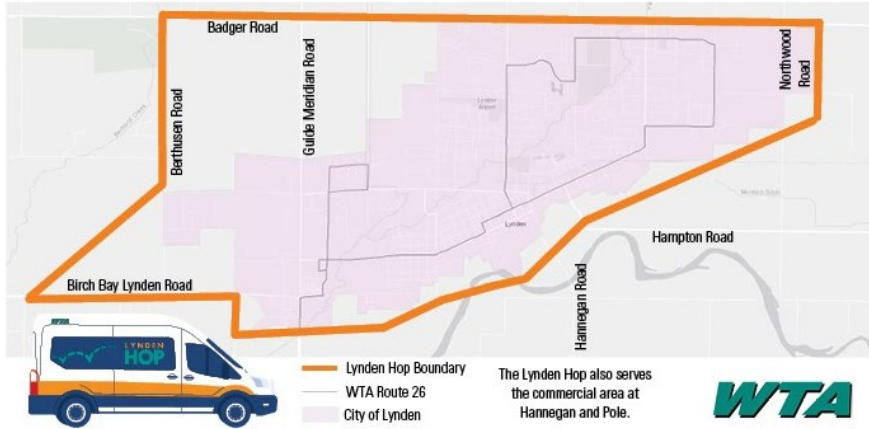 Badger Road
Berthusen Road
Guide Meridian Road
Northwood
Road
Lynden
Airport
Lynden
Hampton Road
Birch Bay Lynden Road
Hannegan Road
LYNDEN
HOP
Lynden Hop Boundary
WTA Route 26
City of Lynden
The Lynden Hop also serves
the commercial area at
Hannegan and Pole.
WTA